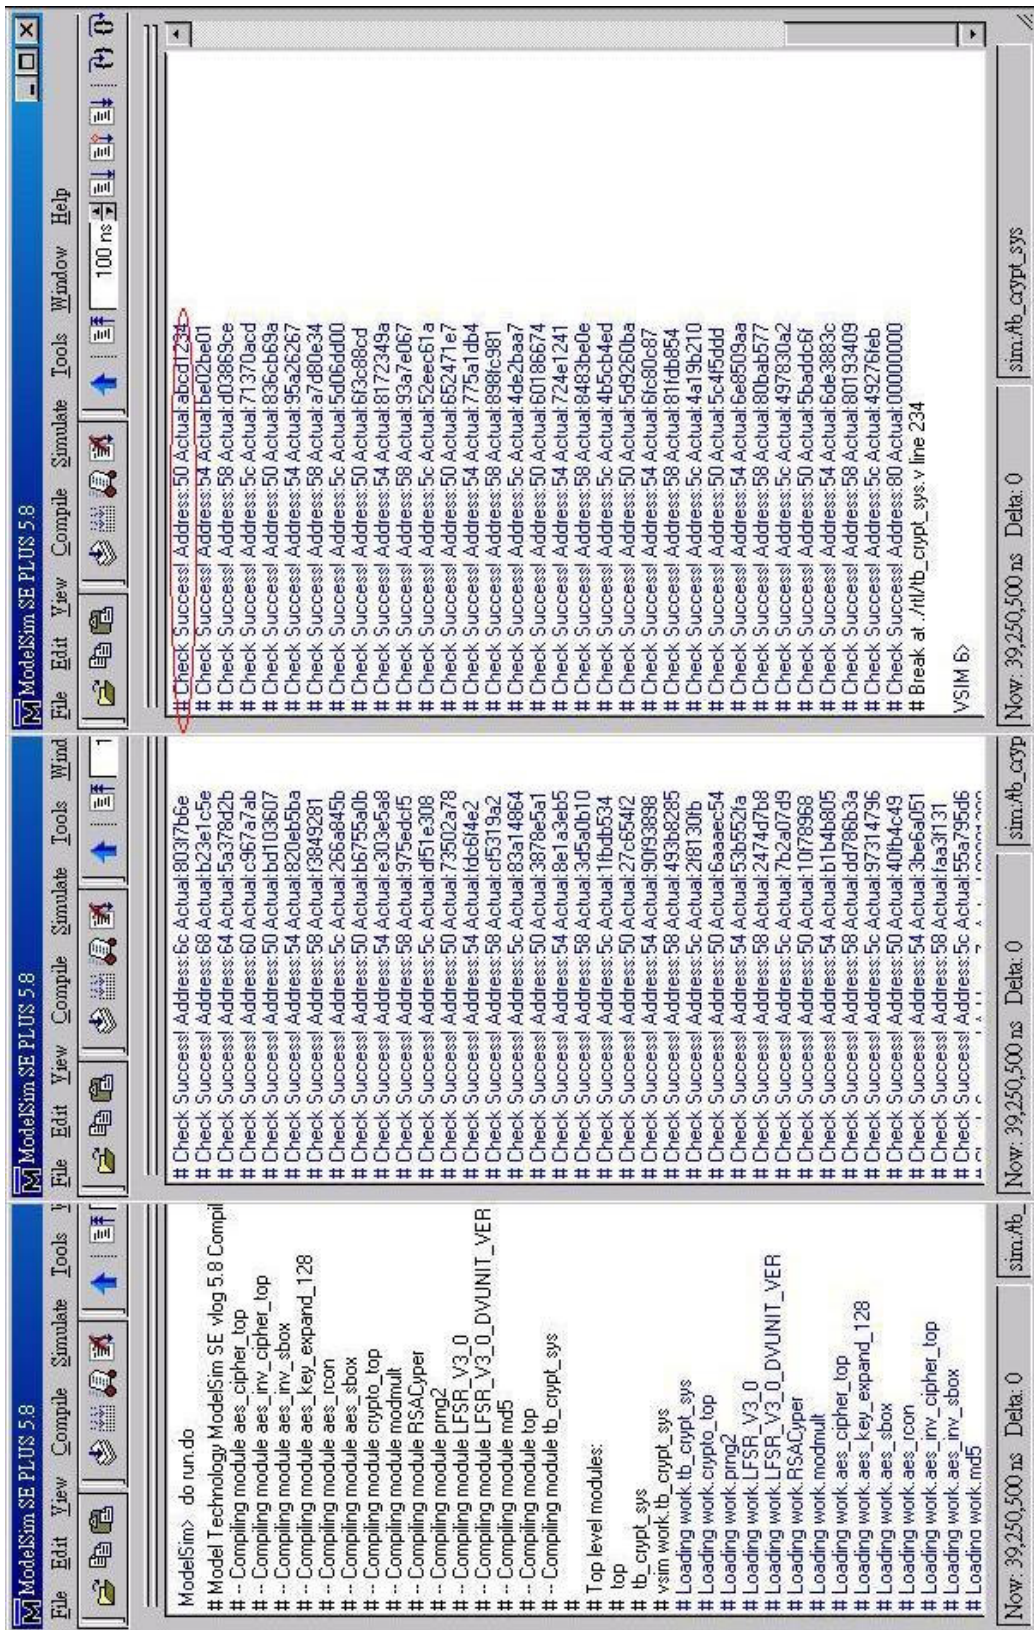 ModelSim SE PLUS 5.8
File Edit View Compile Simulate Tools
ModelSim> do run.do
# Model Technology ModelSim SE vlog 5.8 Compil
# -- Compiling module aes_cipher_top
# -- Compiling module aes_inv_cipher_top
# -- Compiling module aes_inv_sbox
# -- Compiling module aes_key_expand_128
# -- Compiling module aes_rcon
# -- Compiling module aes_sbox
# -- Compiling module crypto_top
# -- Compiling module modmult
# -- Compiling module RSACyper
# -- Compiling module prng2
# -- Compiling module LFSR_V3_0
# -- Compiling module LFSR_V3_0_DVUNIT_VER
# -- Compiling module md5
# -- Compiling module top
# -- Compiling module tb_crypt_sys
#
# Top level modules:
# top
# tb_crypt_sys
# vsim work.tb_crypt_sys
# Loading work.tb_crypt_sys
# Loading work.crypto_top
# Loading work.prng2
# Loading work.LFSR_V3_0
# Loading work.LFSR_V3_0_DVUNIT_VER
# Loading work.RSACyper
# Loading work.modmult
# Loading work.aes_cipher_top
# Loading work.aes_key_expand_128
# Loading work.aes_sbox
# Loading work.aes_rcon
# Loading work.aes_inv_cipher_top
# Loading work.aes_inv_sbox
# Loading work.md5
Now: 39,250,500 ns Delta: 0 sim:/tb_
ModelSim SE PLUS 5.8
File Edit View Compile Simulate Tools Wind
1
# Check Success! Address:6c Actual:803f7b6e
# Check Success! Address:68 Actual:b23e1c5e
# Check Success! Address:64 Actual:5a378d2b
# Check Success! Address:60 Actual:c967a7ab
# Check Success! Address:50 Actual:bd103607
# Check Success! Address:54 Actual:820eb5ba
# Check Success! Address:58 Actual:f3849281
# Check Success! Address:5c Actual:266a845b
# Check Success! Address:50 Actual:b6755a0b
# Check Success! Address:54 Actual:e303e5a8
# Check Success! Address:58 Actual:975edcf5
# Check Success! Address:5c Actual:df51e308
# Check Success! Address:50 Actual:73502a78
# Check Success! Address:54 Actual:fdc6f4e2
# Check Success! Address:58 Actual:cf5319a2
# Check Success! Address:5c Actual:83a14864
# Check Success! Address:50 Actual:3878e5a1
# Check Success! Address:54 Actual:8e1a3eb5
# Check Success! Address:58 Actual:3d5a0b10
# Check Success! Address:5c Actual:1fbdb534
# Check Success! Address:50 Actual:27c654f2
# Check Success! Address:54 Actual:90f93898
# Check Success! Address:58 Actual:493b8285
# Check Success! Address:5c Actual:2f8130fb
# Check Success! Address:50 Actual:6aaaec54
# Check Success! Address:54 Actual:53b552fa
# Check Success! Address:58 Actual:2474d7b8
# Check Success! Address:5c Actual:7b2a07d9
# Check Success! Address:50 Actual:10f78968
# Check Success! Address:54 Actual:b1b4b805
# Check Success! Address:58 Actual:dd786b3a
# Check Success! Address:5c Actual:97314796
# Check Success! Address:50 Actual:40fb4c49
# Check Success! Address:54 Actual:3be6a051
# Check Success! Address:58 Actual:faa3f131
# Check Success! Address:5c Actual:55a795d6
Now: 39,250,500 ns Delta: 0 sim:/tb_cryp
ModelSim SE PLUS 5.8
File Edit View Compile Simulate Tools Window Help
100 ns
# Check Success! Address:50 Actual:abcd1234
# Check Success! Address:54 Actual:be02be01
# Check Success! Address:58 Actual:d03869ce
# Check Success! Address:5c Actual:71370acd
# Check Success! Address:50 Actual:836cb69a
# Check Success! Address:54 Actual:95a26267
# Check Success! Address:58 Actual:a7d80e34
# Check Success! Address:5c Actual:5d06dd00
# Check Success! Address:50 Actual:6f3c88cd
# Check Success! Address:54 Actual:8172349a
# Check Success! Address:58 Actual:93a7e067
# Check Success! Address:5c Actual:52eec61a
# Check Success! Address:50 Actual:652471e7
# Check Success! Address:54 Actual:775a1db4
# Check Success! Address:58 Actual:898fc981
# Check Success! Address:5c Actual:4de2baa7
# Check Success! Address:50 Actual:60186674
# Check Success! Address:54 Actual:724e1241
# Check Success! Address:58 Actual:8483be0e
# Check Success! Address:5c Actual:4b5cb4ed
# Check Success! Address:50 Actual:5d9260ba
# Check Success! Address:54 Actual:6fc80c87
# Check Success! Address:58 Actual:81fdb854
# Check Success! Address:5c Actual:4a19b210
# Check Success! Address:50 Actual:5c4f5ddd
# Check Success! Address:54 Actual:6e8509aa
# Check Success! Address:58 Actual:80bab577
# Check Success! Address:5c Actual:497830a2
# Check Success! Address:50 Actual:5baddc6f
# Check Success! Address:54 Actual:6de3883c
# Check Success! Address:58 Actual:80193409
# Check Success! Address:5c Actual:49276feb
# Check Success! Address:80 Actual:00000000
# Break at ./rtl/tb_crypt_sys.v line 234
VSIM 6>
Now: 39,250,500 ns Delta: 0 sim:/tb_crypt_sys